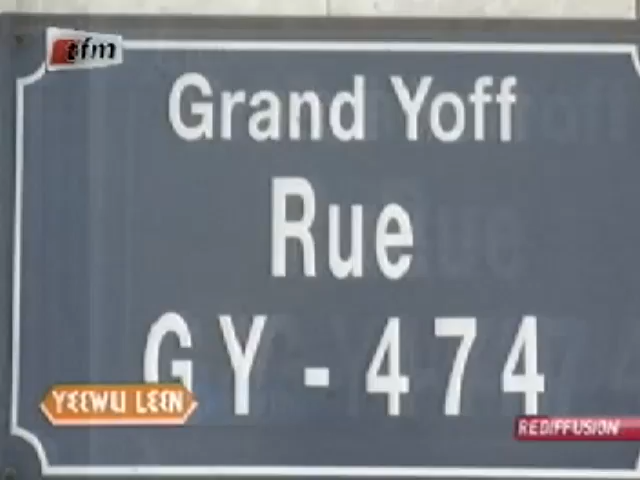 tfm
Grand Yoff
Rue
GY - 474
YEEWU LEEN
REDIFFUSION